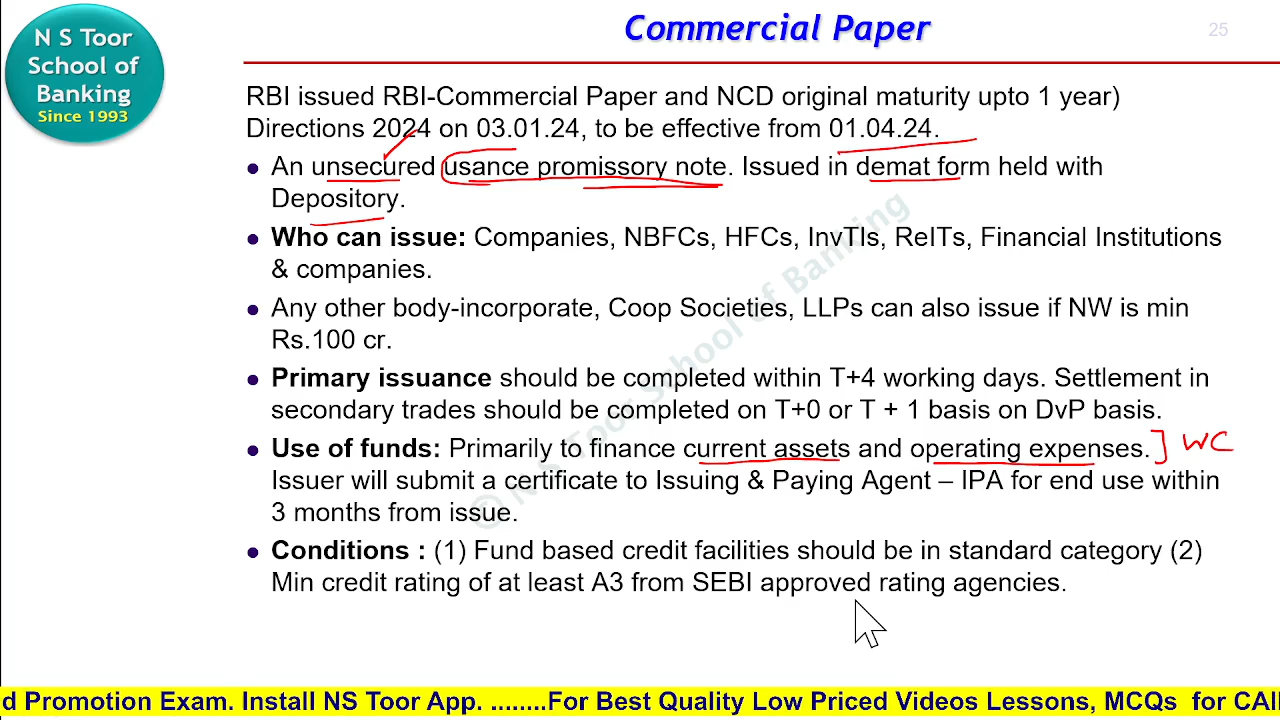 N S Toor
School of
Banking
Since 1993
Commercial Paper
25
RBI issued RBI-Commercial Paper and NCD original maturity upto 1 year)
Directions 2024 on 03.01.24, to be effective from 01.04.24.
• An unsecured usance promissory note. Issued in demat form held with
Depository.
• Who can issue: Companies, NBFCs, HFCs, InvTIs, ReITs, Financial Institutions
& companies.
• Any other body-incorporate, Coop Societies, LLPs can also issue if NW is min
Rs.100 cr.
• Primary issuance should be completed within T+4 working days. Settlement in
secondary trades should be completed on T+0 or T + 1 basis on DvP basis.
• Use of funds: Primarily to finance current assets and operating expenses. ] WC
Issuer will submit a certificate to Issuing & Paying Agent – IPA for end use within
3 months from issue.
• Conditions : (1) Fund based credit facilities should be in standard category (2)
Min credit rating of at least A3 from SEBI approved rating agencies.
© N S Toor School of Banking
d Promotion Exam. Install NS Toor App. ........For Best Quality Low Priced Videos Lessons, MCQs for CAII